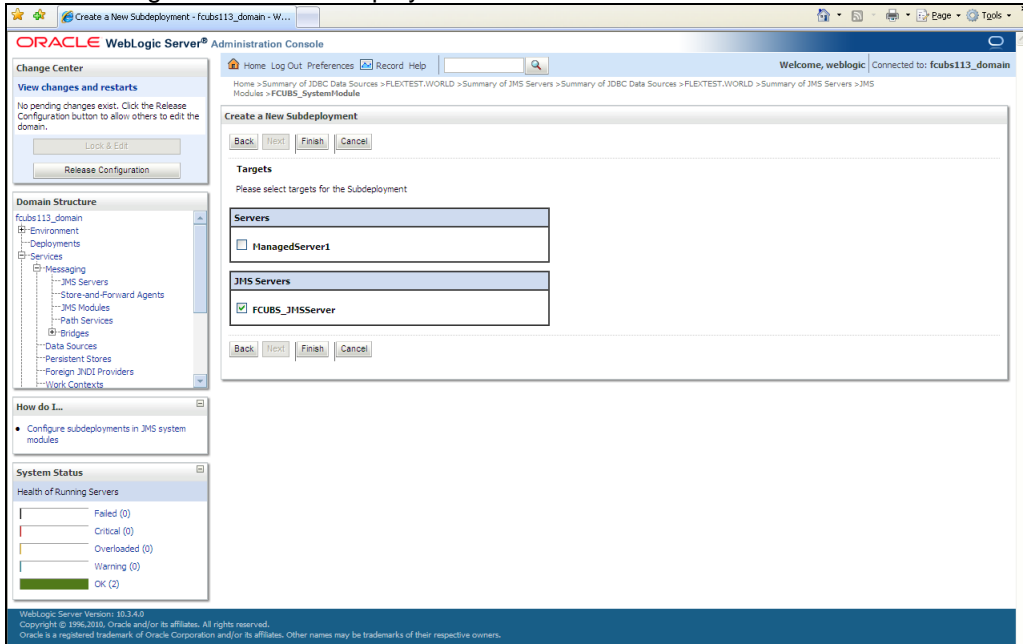 Create a New Subdeployment - fcubs113_domain - W...
Page
Tools
ORACLE WebLogic Server® Administration Console
Change Center
View changes and restarts
No pending changes exist. Click the Release
Configuration button to allow others to edit the
domain.
Lock & Edit
Release Configuration
Domain Structure
fcubs113_domain
Environment
Deployments
Services
Messaging
JMS Servers
Store-and-Forward Agents
JMS Modules
Path Services
Bridges
Data Sources
Persistent Stores
Foreign JNDI Providers
Work Contexts
How do I...
Configure subdeployments in JMS system
modules
System Status
Health of Running Servers
Failed (0)
Critical (0)
Overloaded (0)
Warning (0)
OK (2)
Home Log Out Preferences Record Help
Welcome, weblogic Connected to: fcubs113_domain
Home >Summary of JDBC Data Sources >FLEXTEST.WORLD >Summary of JMS Servers >Summary of JDBC Data Sources >FLEXTEST.WORLD >Summary of JMS Servers >JMS
Modules >FCUBS_SystemModule
Create a New Subdeployment
Back Next Finish Cancel
Targets
Please select targets for the Subdeployment
Servers
ManagedServer1
JMS Servers
FCUBS_JMSServer
Back Next Finish Cancel
WebLogic Server Version: 10.3.4.0
Copyright © 1996,2010, Oracle and/or its affiliates. All rights reserved.
Oracle is a registered trademark of Oracle Corporation and/or its affiliates. Other names may be trademarks of their respective owners.